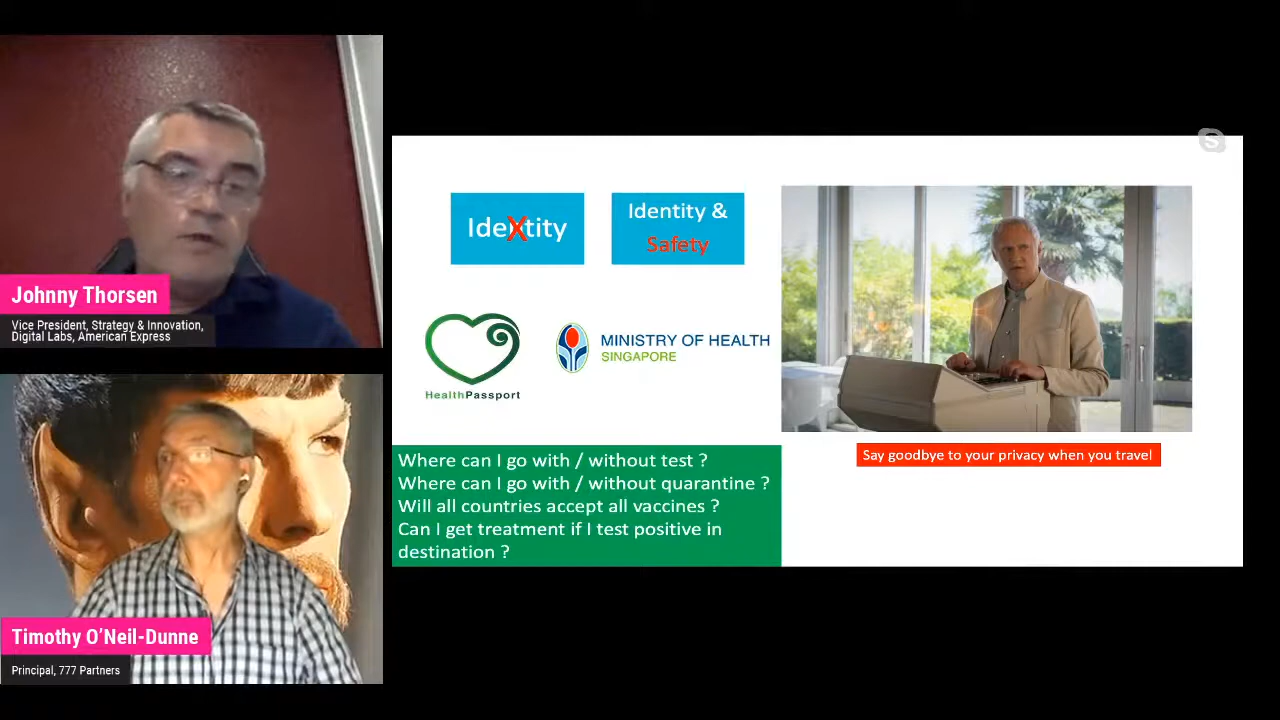 Johnny Thorsen
Vice President, Strategy & Innovation,
Digital Labs, American Express
Timothy O'Neil-Dunne
Principal, 777 Partners
IdeXtity
Identity &
Safety
HealthPassport
MINISTRY OF HEALTH
SINGAPORE
Where can I go with / without test ?
Where can I go with / without quarantine ?
Will all countries accept all vaccines ?
Can I get treatment if I test positive in
destination ?
Say goodbye to your privacy when you travel
S